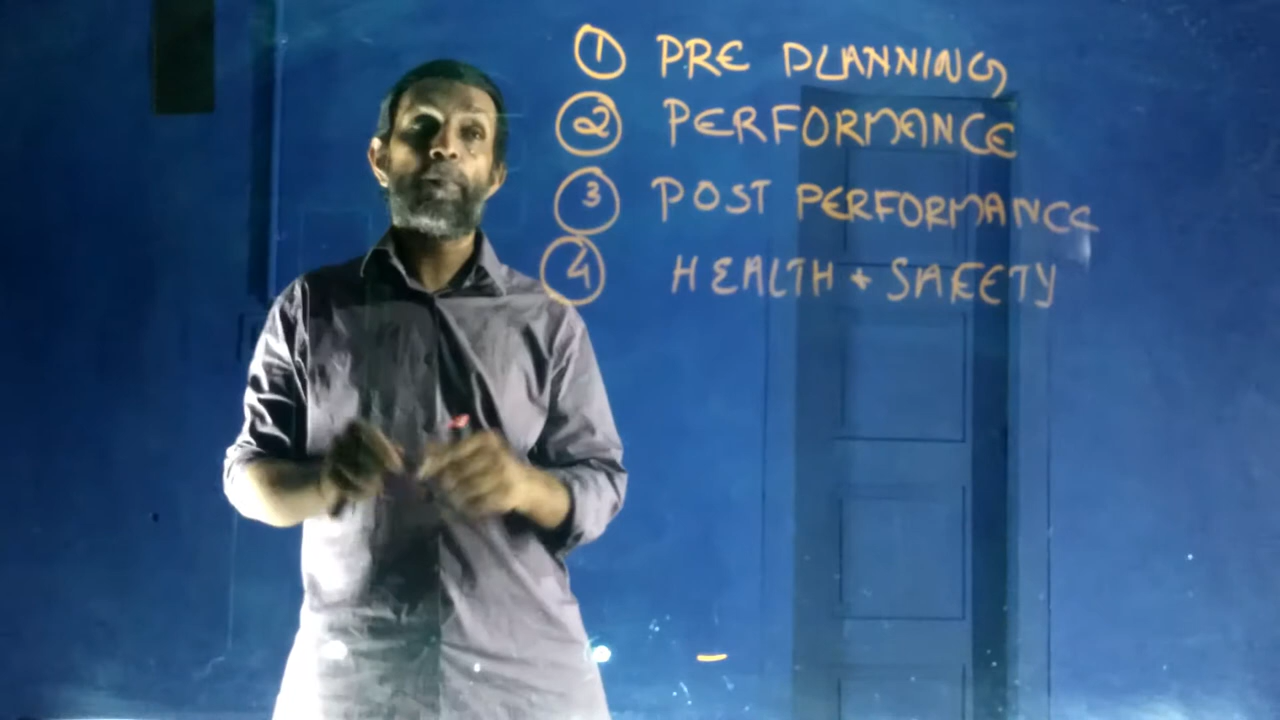 1 PRE PLANNING
2 PERFORMANCE
3 POST PERFORMANCE
4 HEALTH + SAFETY